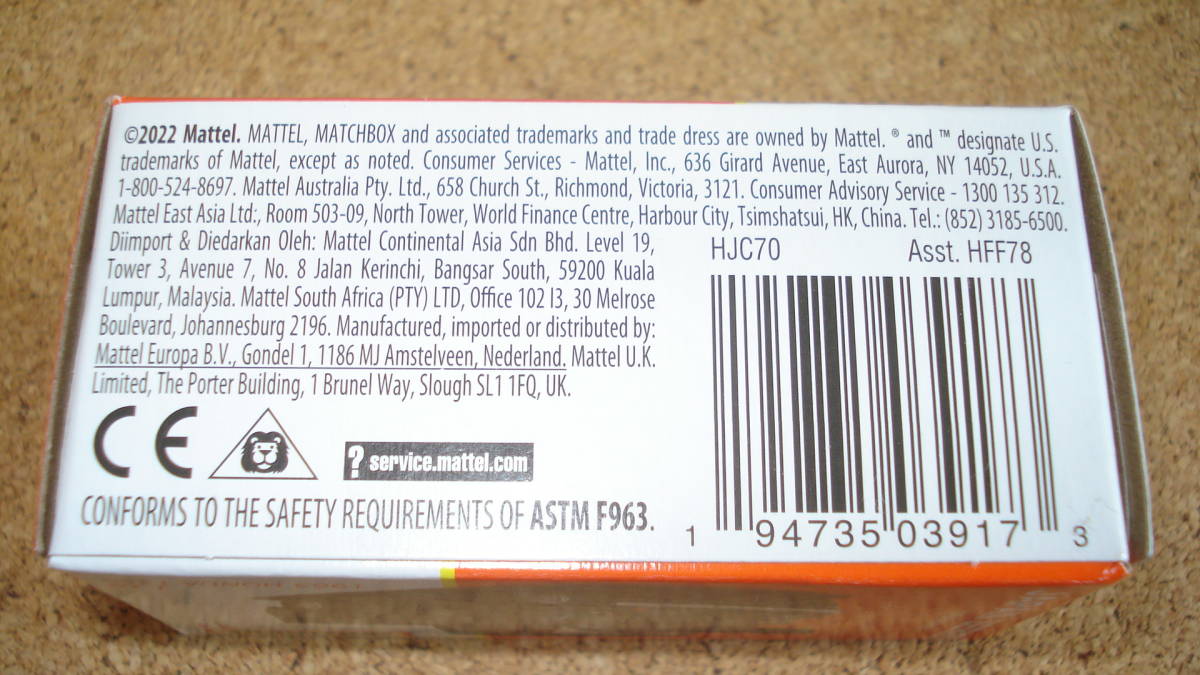 ©2022 Mattel. MATTEL, MATCHBOX and associated trademarks and trade dress are owned by Mattel. ® and ™ designate U.S.
trademarks of Mattel, except as noted. Consumer Services - Mattel, Inc., 636 Girard Avenue, East Aurora, NY 14052, U.S.A.
1-800-524-8697. Mattel Australia Pty. Ltd., 658 Church St., Richmond, Victoria, 3121. Consumer Advisory Service - 1300 135 312.
Mattel East Asia Ltd:, Room 503-09, North Tower, World Finance Centre, Harbour City, Tsimshatsui, HK, China. Tel.: (852) 3185-6500.
Diimport & Diedarkan Oleh: Mattel Continental Asia Sdn Bhd. Level 19,
Tower 3, Avenue 7, No. 8 Jalan Kerinchi, Bangsar South, 59200 Kuala
Lumpur, Malaysia. Mattel South Africa (PTY) LTD, Office 102 I3, 30 Melrose
Boulevard, Johannesburg 2196. Manufactured, imported or distributed by:
Mattel Europa B.V., Gondel 1, 1186 MJ Amstelveen, Nederland. Mattel U.K.
Limited, The Porter Building, 1 Brunel Way, Slough SL1 1FQ, UK.
HJC70 Asst. HFF78
CE
? service.mattel.com
CONFORMS TO THE SAFETY REQUIREMENTS OF ASTM F963.
1 94735 03917 3